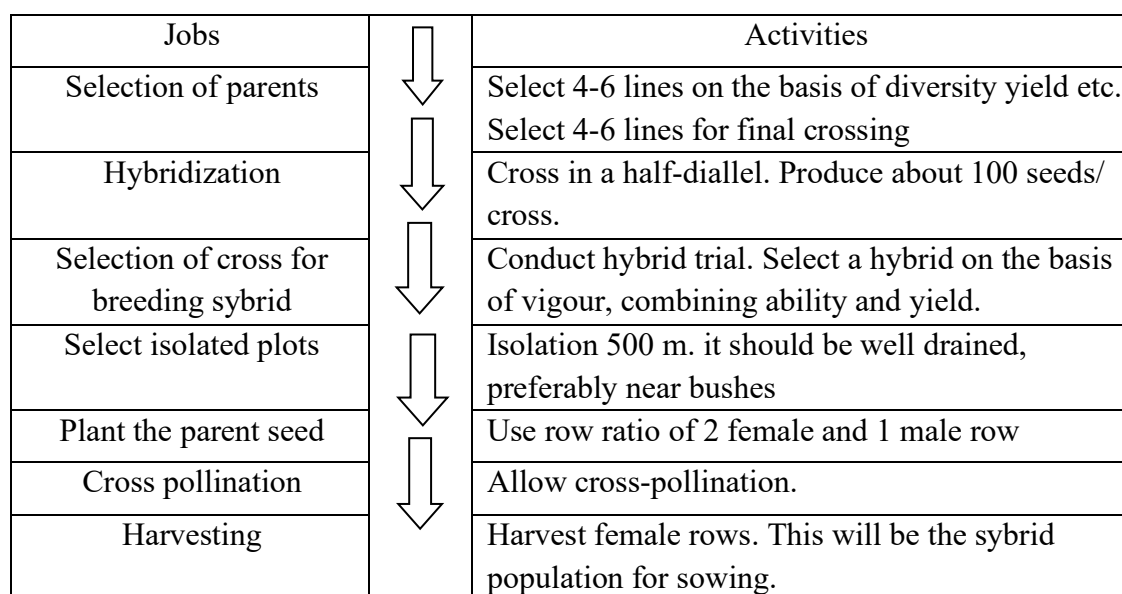 Jobs
Activities
Selection of parents
Select 4-6 lines on the basis of diversity yield etc.
Select 4-6 lines for final crossing
Hybridization
Cross in a half-diallel. Produce about 100 seeds/
cross.
Selection of cross for
breeding sybrid
Conduct hybrid trial. Select a hybrid on the basis
of vigour, combining ability and yield.
Select isolated plots
Isolation 500 m. it should be well drained,
preferably near bushes
Plant the parent seed
Use row ratio of 2 female and 1 male row
Cross pollination
Allow cross-pollination.
Harvesting
Harvest female rows. This will be the sybrid
population for sowing.